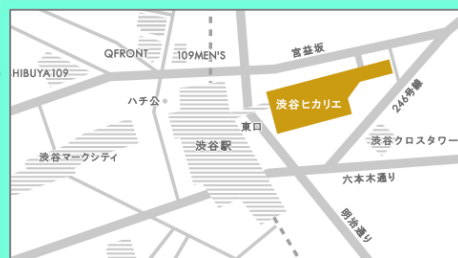 宮益坂
QFRONT
109MEN'S
HIBUYA109
246号線
ハチ公
渋谷ヒカリエ
東口
渋谷クロスタワー
渋谷駅
渋谷マークシティ
六本木通り
明治通り